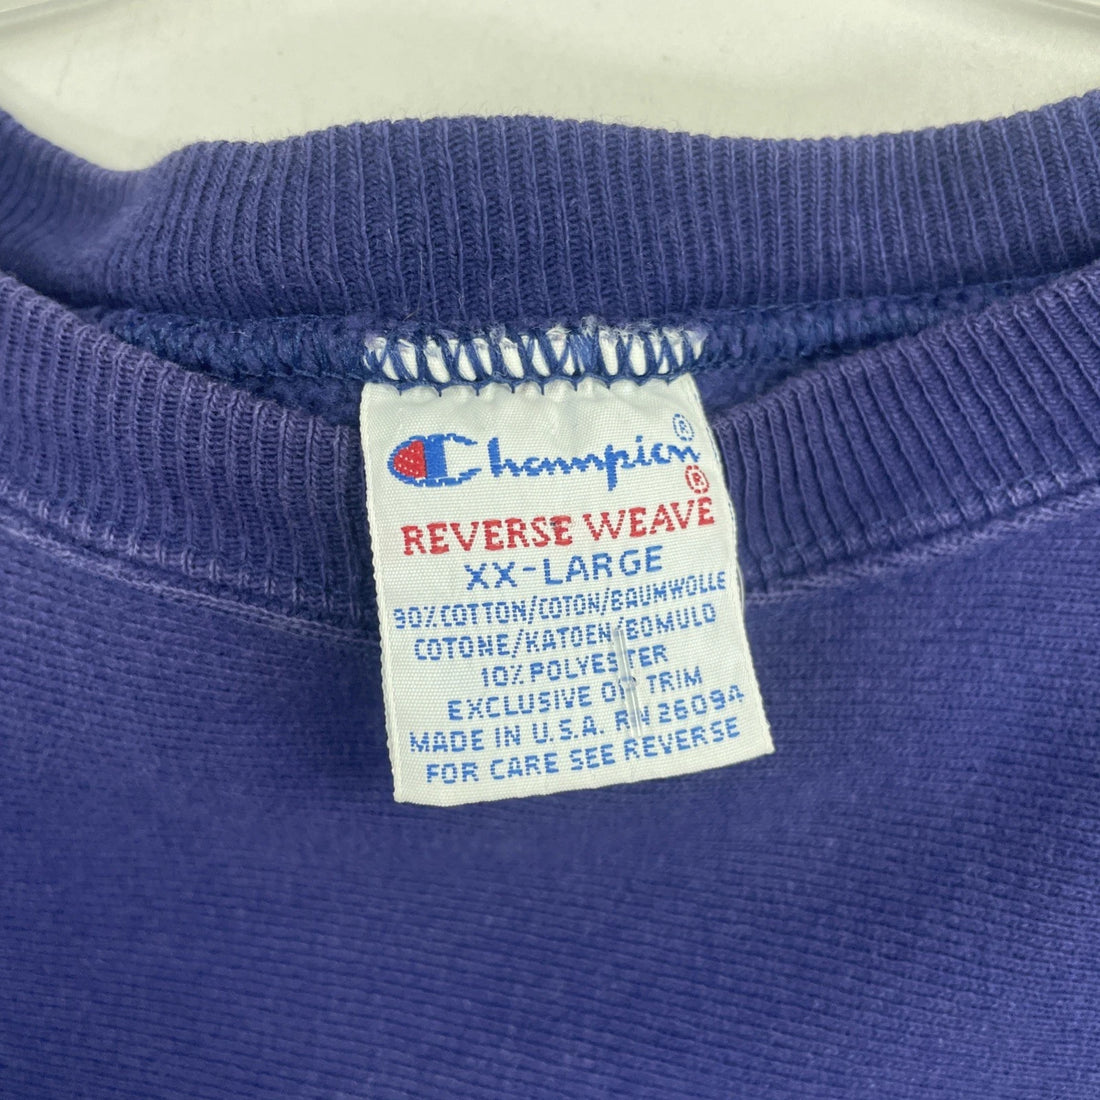 Champion®
REVERSE WEAVE®
XX-LARGE
90% COTTON/COTON/BAUMWOLLE
COTONE/KATOEN/BOMULD
10% POLYESTER
EXCLUSIVE OF TRIM
MADE IN U.S.A. RN 26094
FOR CARE SEE REVERSE